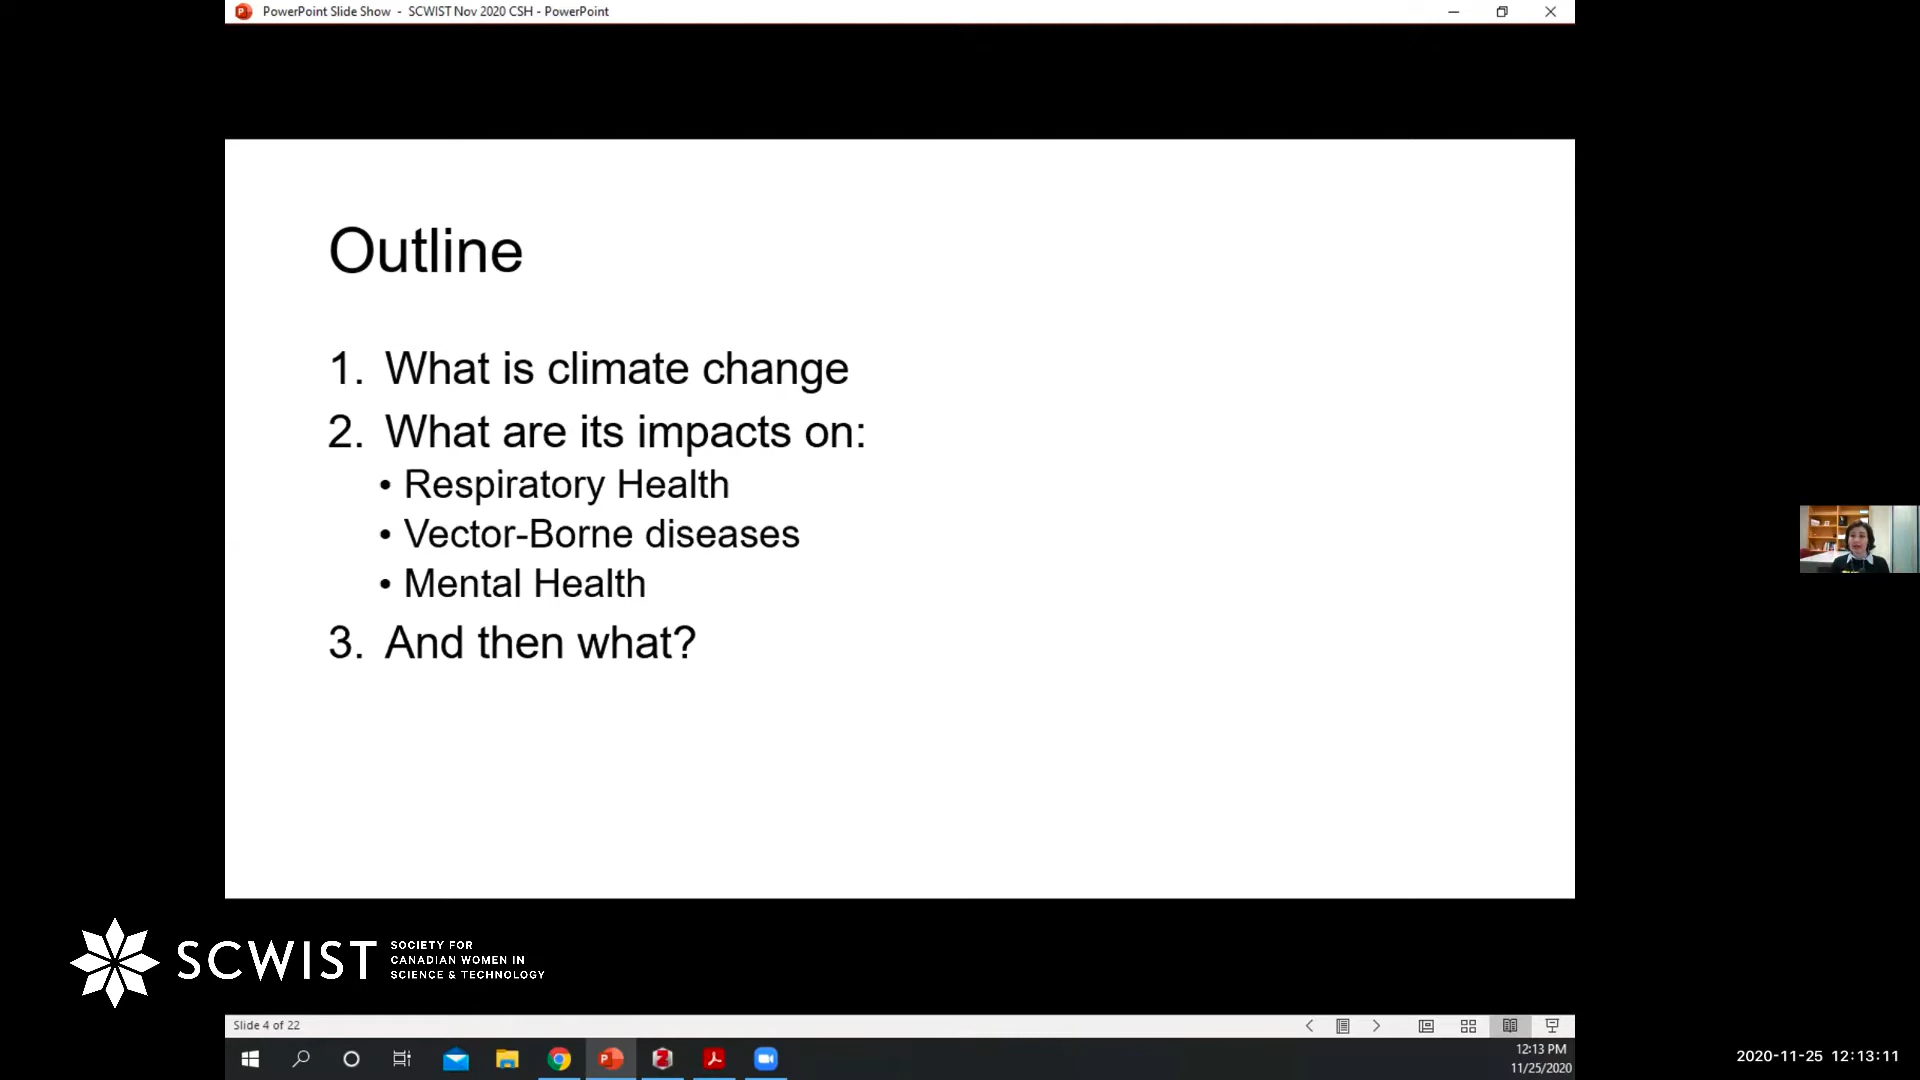 PowerPoint Slide Show - SCWIST Nov 2020 CSH - PowerPoint
Outline
1. What is climate change
2. What are its impacts on:
• Respiratory Health
• Vector-Borne diseases
• Mental Health
3. And then what?
SCWIST
SOCIETY FOR
CANADIAN WOMEN IN
SCIENCE & TECHNOLOGY
Slide 4 of 22
12:13 PM
11/25/2020
2020-11-25 12:13:11